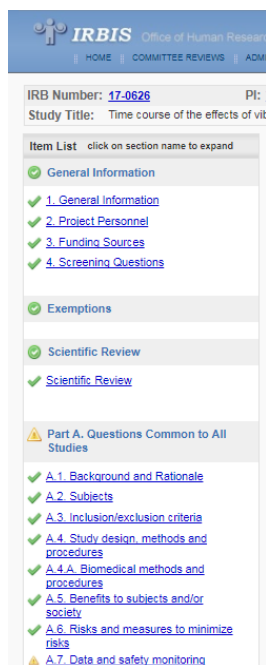 IRBIS Office of Human Resear
HOME COMMITTEE REVIEWS ADMI
IRB Number: 17-0626 PI:
Study Title: Time course of the effects of vib
Item List click on section name to expand
General Information
1. General Information
2. Project Personnel
3. Funding Sources
4. Screening Questions
Exemptions
Scientific Review
Scientific Review
Part A. Questions Common to All
Studies
A.1. Background and Rationale
A.2. Subjects
A.3. Inclusion/exclusion criteria
A.4. Study design, methods and
procedures
A.4.A. Biomedical methods and
procedures
A.5. Benefits to subjects and/or
society
A.6. Risks and measures to minimize
risks
A.7. Data and safety monitoring